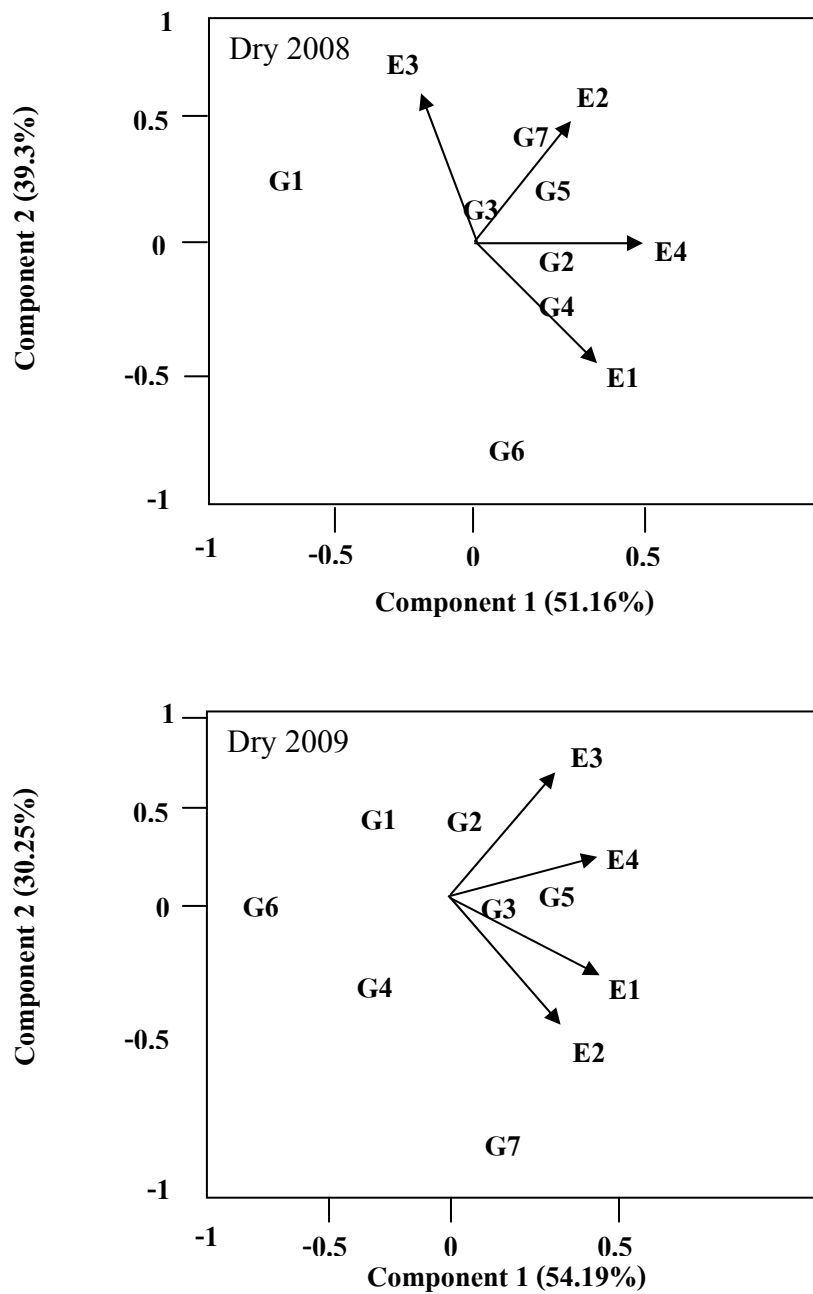 1
Dry 2008
E3
E2
0.5
G7
G1
G5
G3
0
E4
G2
G4
-0.5
E1
G6
-1
-1
-0.5
0
0.5
Component 2 (39.3%)
Component 1 (51.16%)
1
Dry 2009
E3
0.5
G1
G2
E4
G5
0
G6
G3
G4
E1
-0.5
E2
G7
-1
-1
-0.5
0
0.5
Component 2 (30.25%)
Component 1 (54.19%)